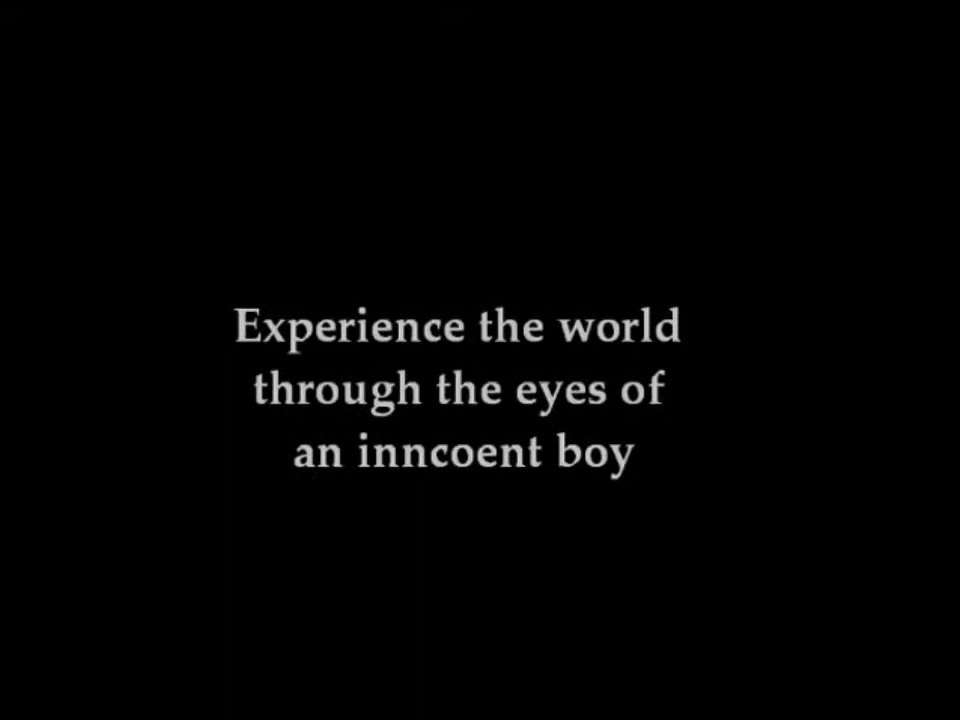 Experience the world
through the eyes of
an inncoent boy